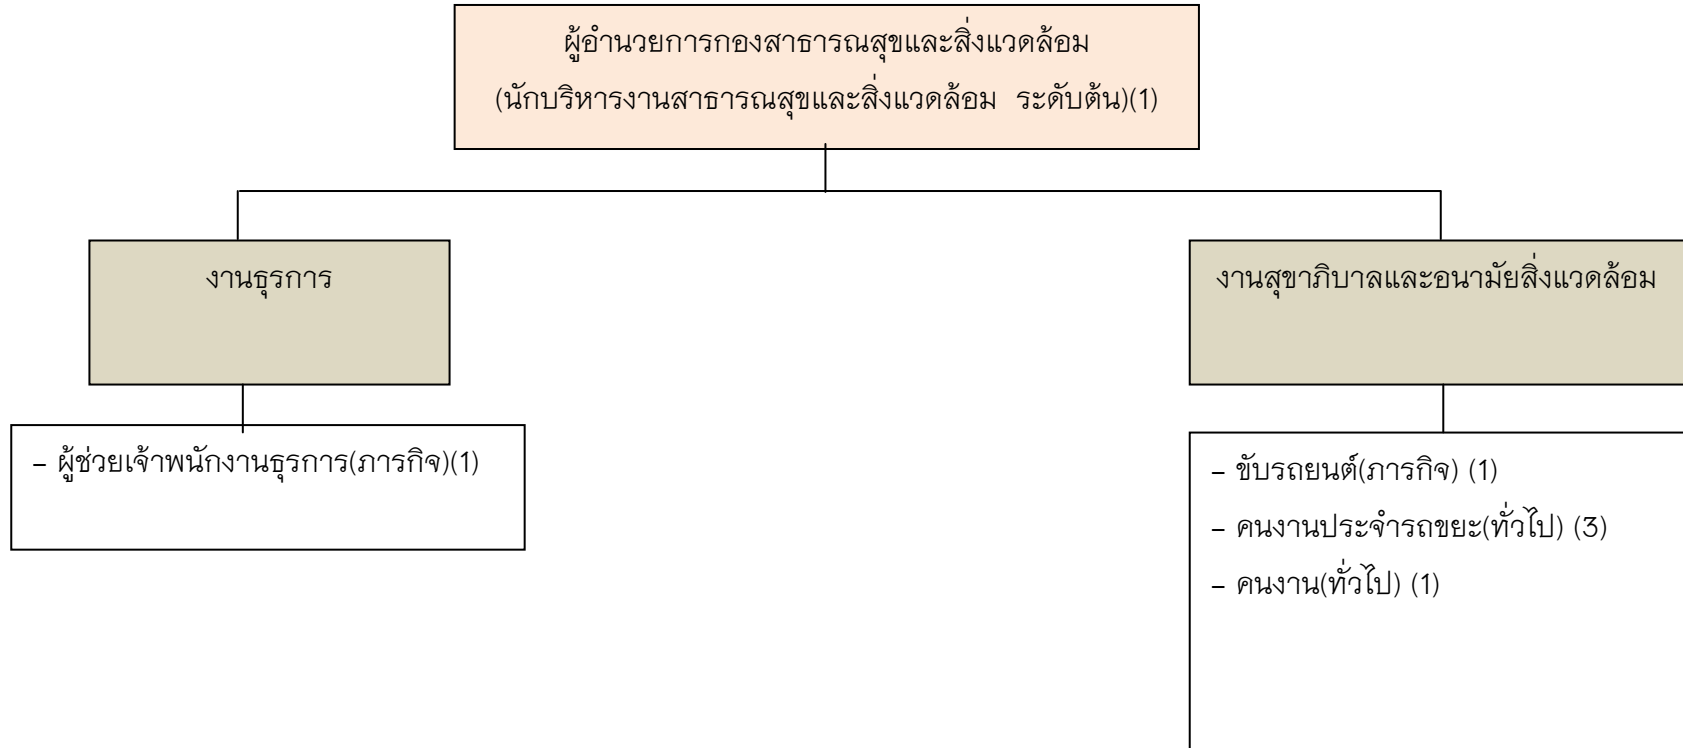 ผู้อำนวยการกองสาธารณสุขและสิ่งแวดล้อม
(นักบริหารงานสาธารณสุขและสิ่งแวดล้อม ระดับต้น)(1)
งานธุรการ
งานสุขาภิบาลและอนามัยสิ่งแวดล้อม
- ผู้ช่วยเจ้าพนักงานธุรการ(ภารกิจ)(1)
- ขับรถยนต์(ภารกิจ) (1)
- คนงานประจำรถขยะ(ทั่วไป) (3)
- คนงาน(ทั่วไป) (1)